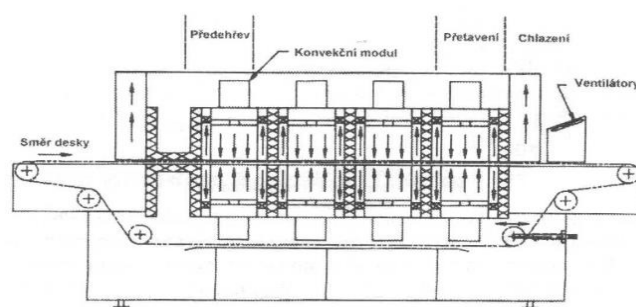 Předehřev
Přetavení
Chlazení
Konvekční modul
Ventilátory
Směr desky